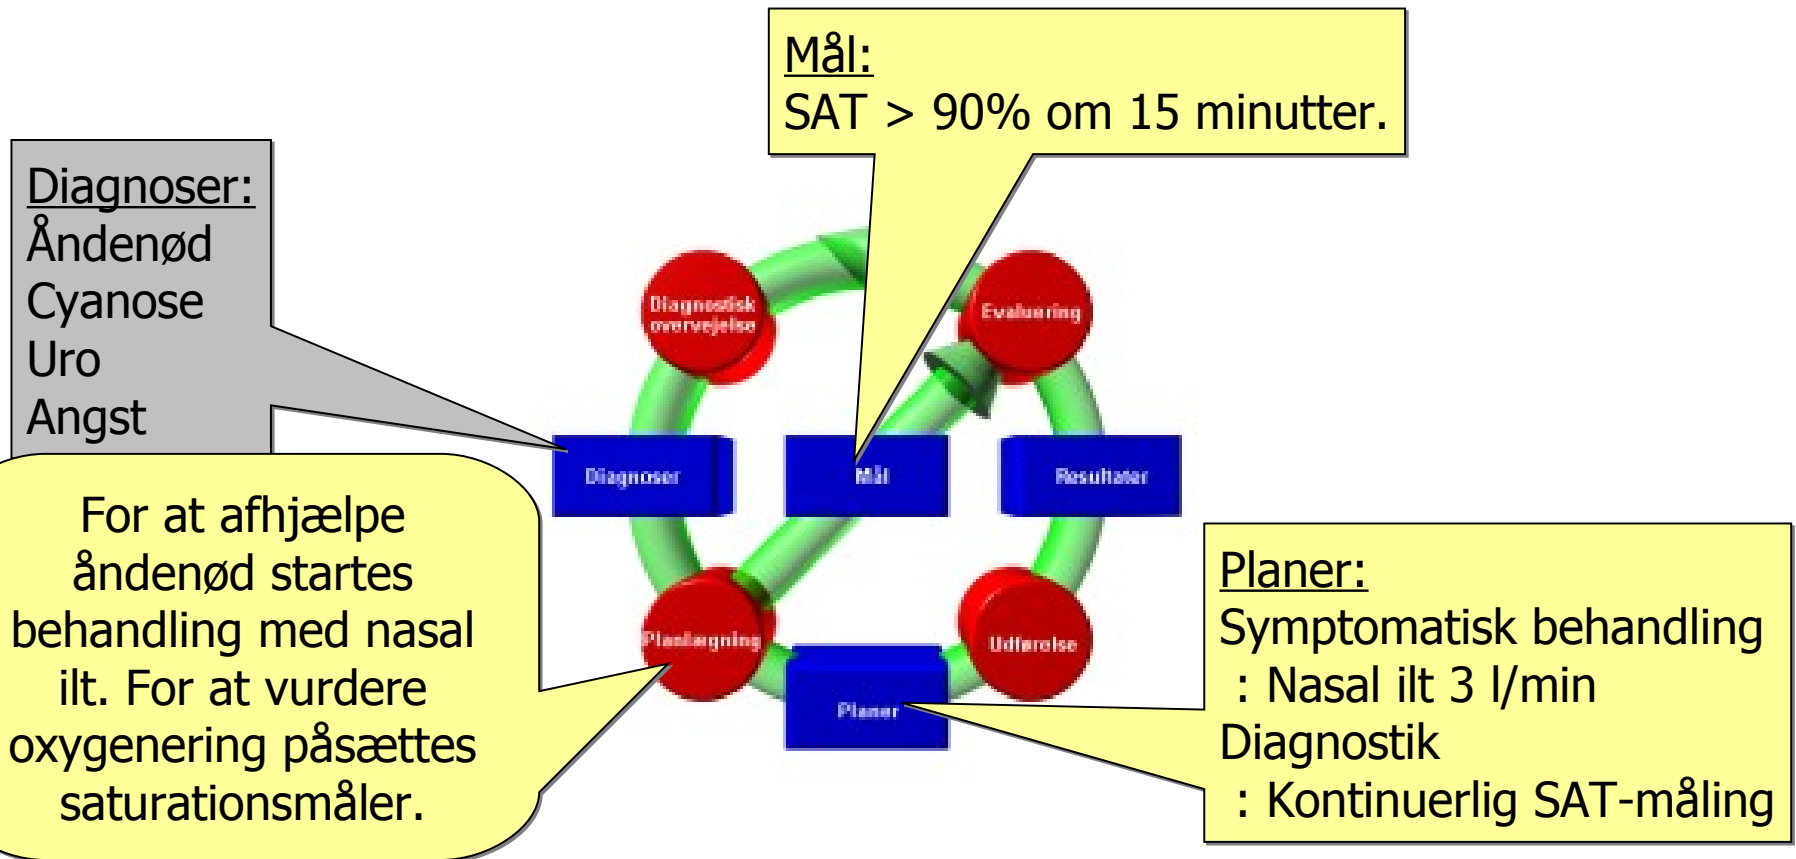 Mål:
SAT > 90% om 15 minutter.
Diagnoser:
Åndenød
Cyanose
Uro
Angst
Diagnostisk
overvejelse
Evaluering
Diagnoser
Mål
Resultater
For at afhjælpe
åndenød startes
behandling med nasal
ilt. For at vurdere
oxygenering påsættes
saturationsmåler.
Planlægning
Udførelse
Planer
Planer:
Symptomatisk behandling
: Nasal ilt 3 l/min
Diagnostik
: Kontinuerlig SAT-måling